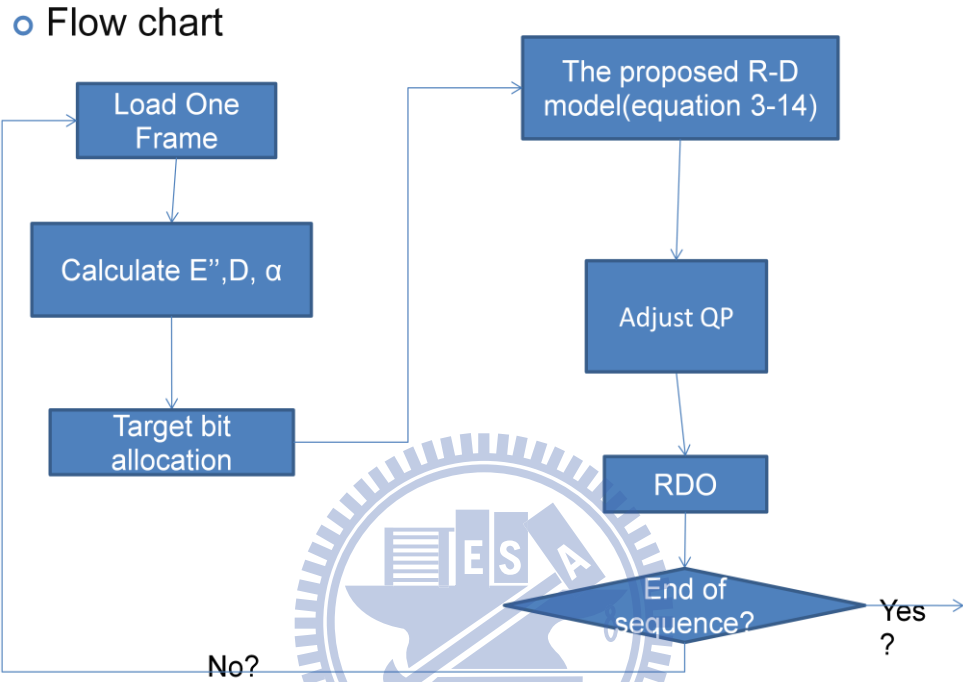 Flow chart
Load One
Frame
Calculate E’’,D, α
Target bit
allocation
The proposed R-D
model(equation 3-14)
Adjust QP
RDO
End of
sequence?
Yes
?
No?
E S A